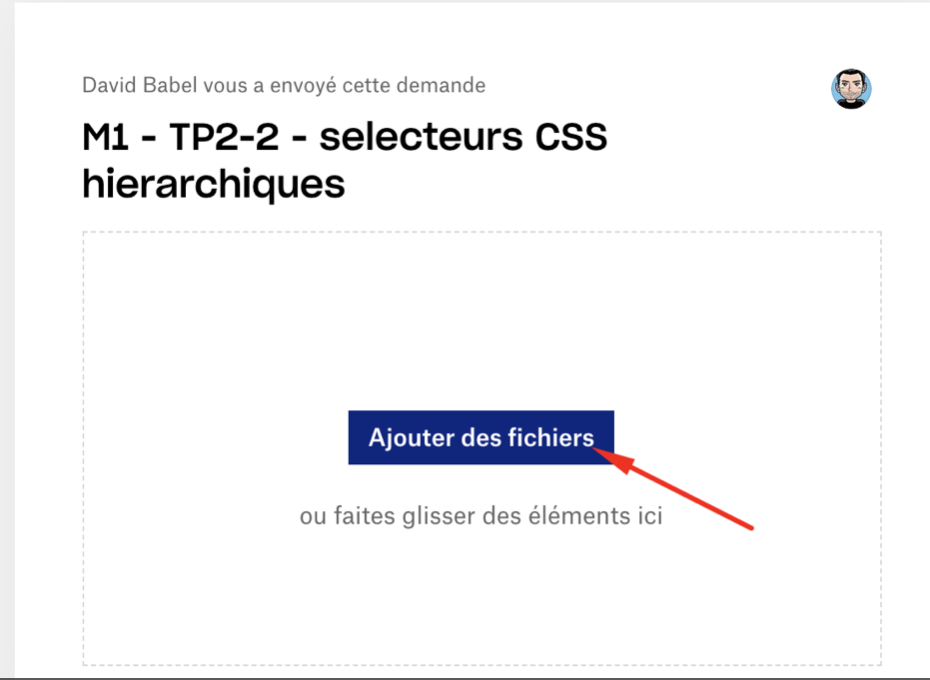 David Babel vous a envoyé cette demande
M1 - TP2-2 - selecteurs CSS
hierarchiques
Ajouter des fichiers
ou faites glisser des éléments ici